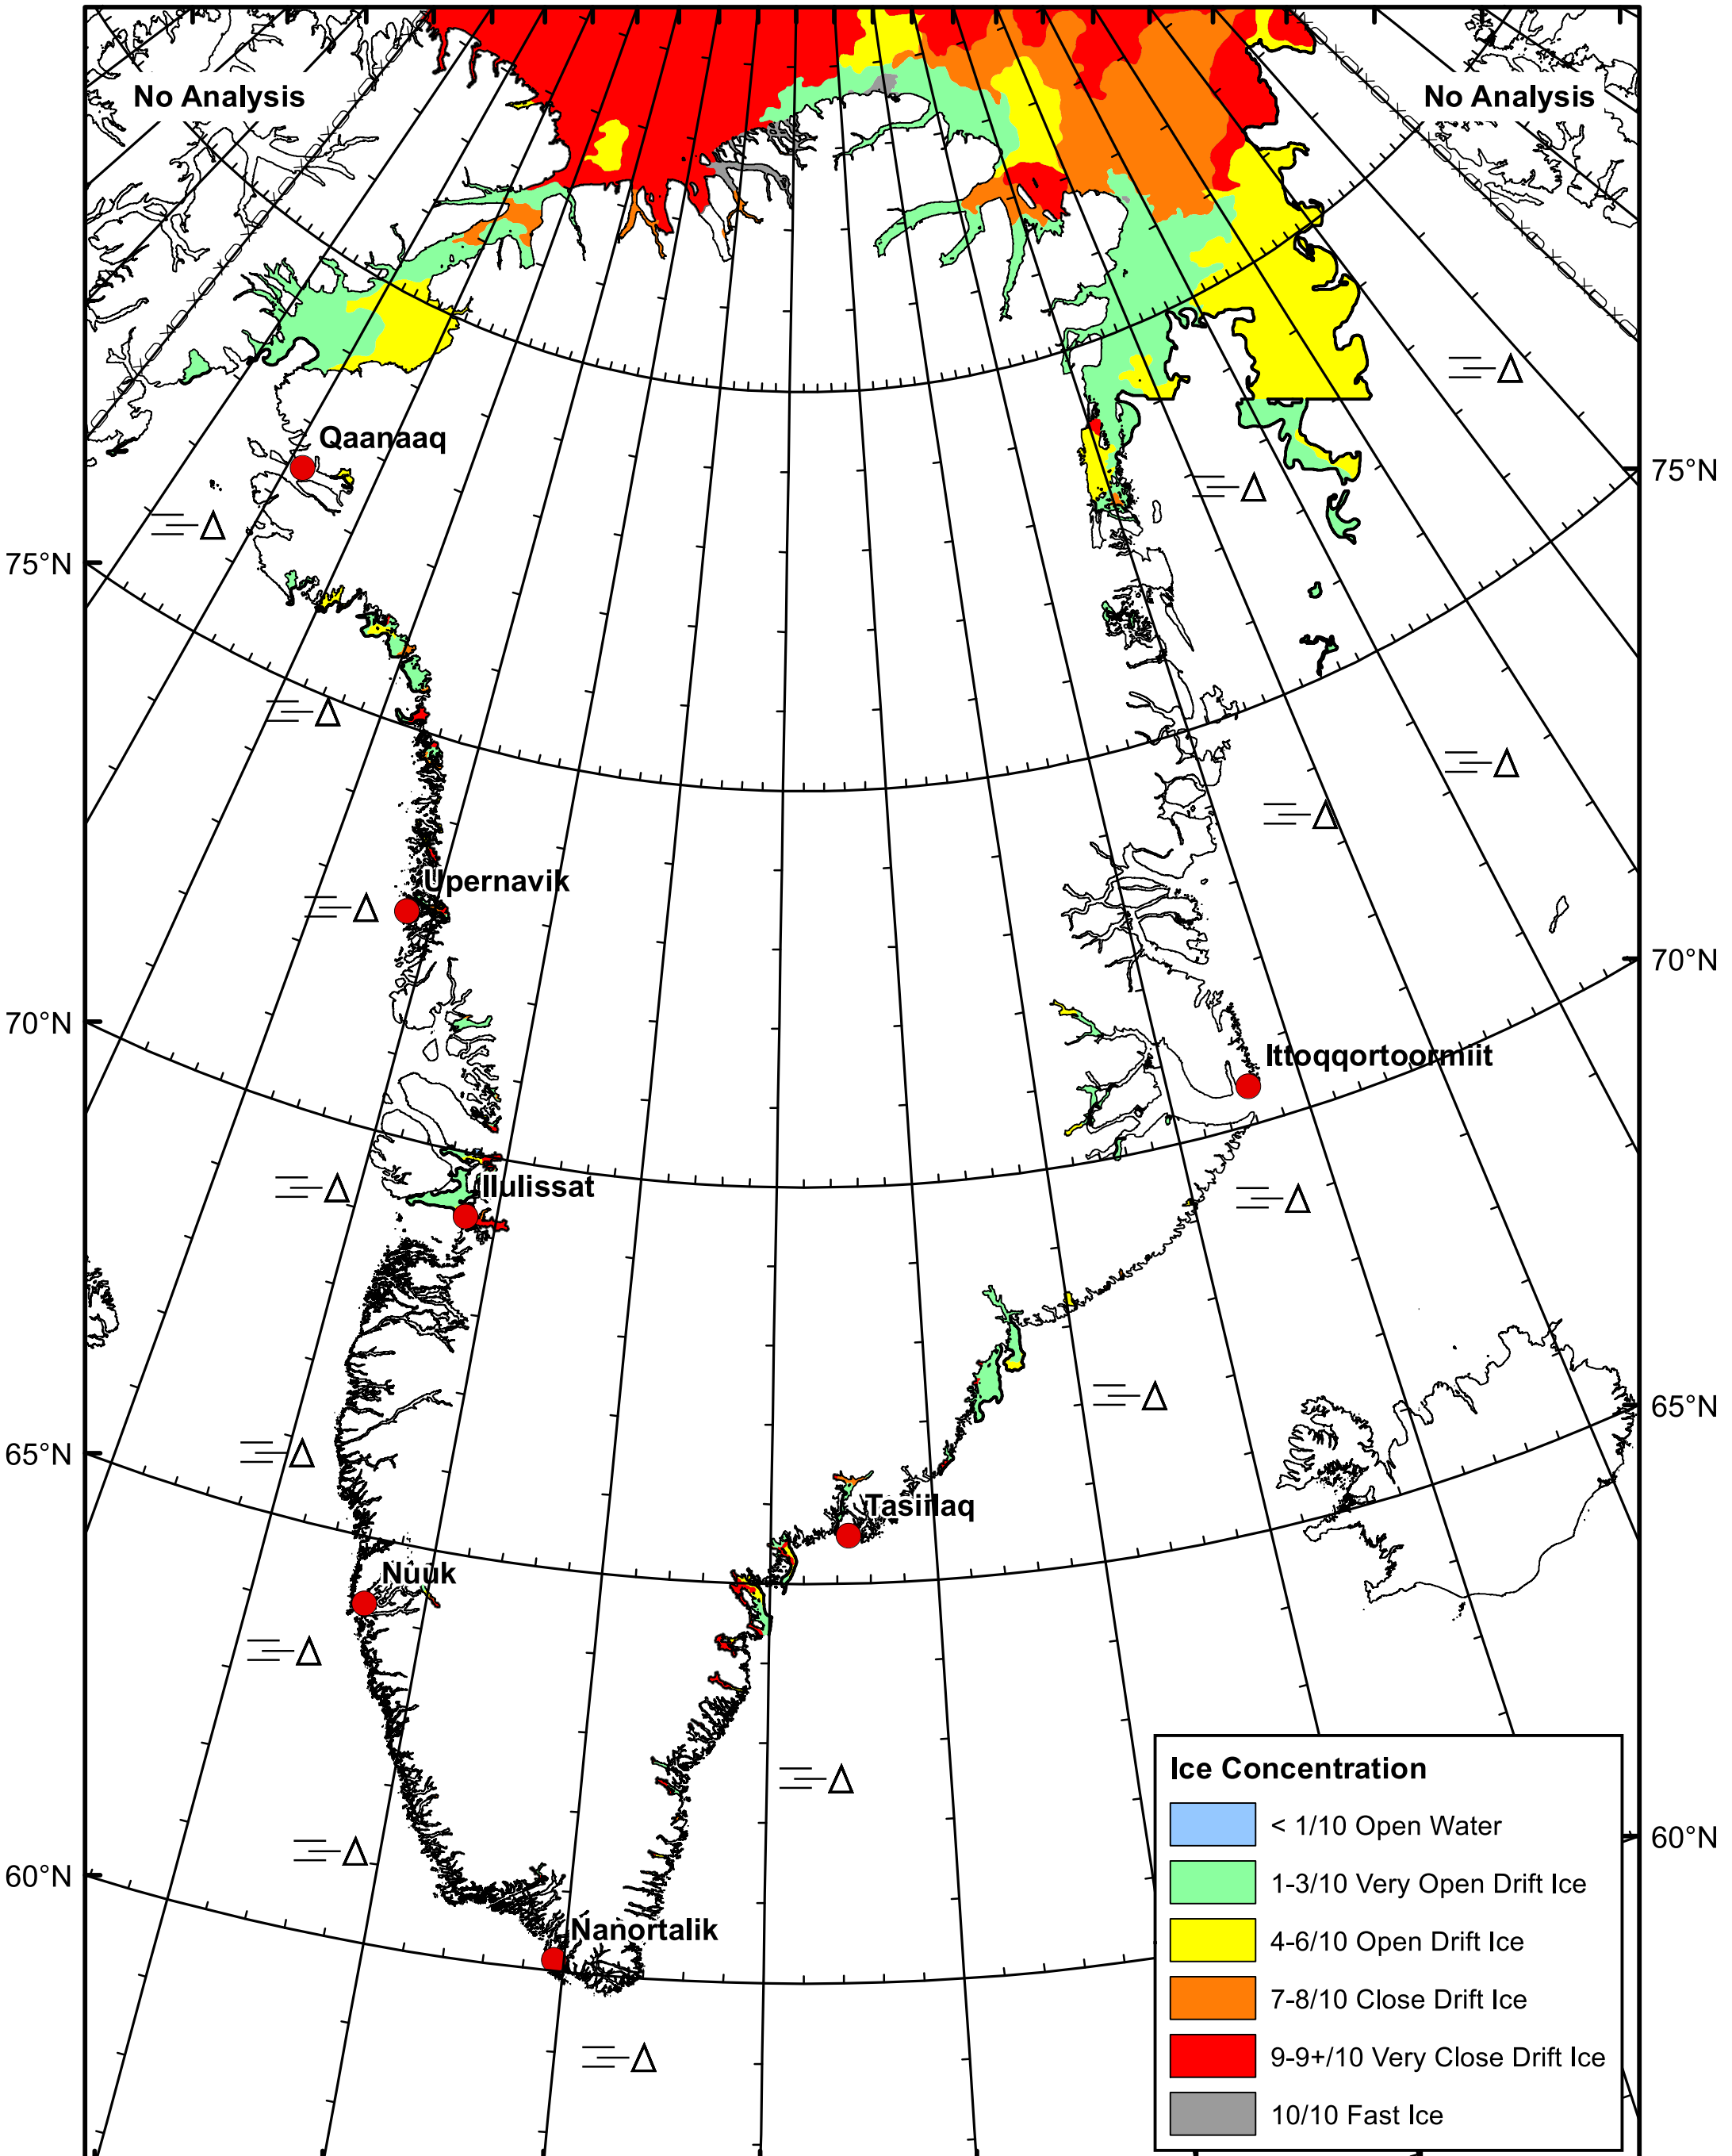 No Analysis
No Analysis
Qaanaaq
75°N
75°N
Upernavik
70°N
70°N
Ittoqqortoormiit
Ilulissat
65°N
65°N
Tasiilaq
Nuuk
60°N
60°N
Nanortalik
Ice Concentration
< 1/10 Open Water
1-3/10 Very Open Drift Ice
4-6/10 Open Drift Ice
7-8/10 Close Drift Ice
9-9+/10 Very Close Drift Ice
10/10 Fast Ice